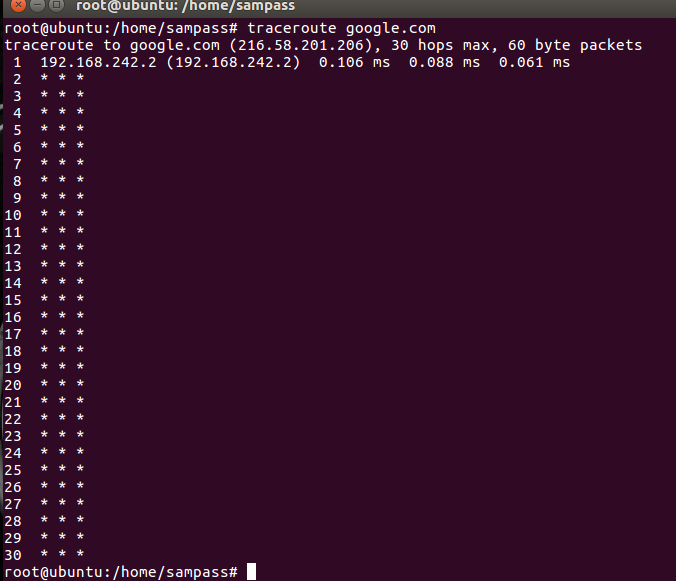 root@ubuntu: /home/sampass
root@ubuntu:/home/sampass# traceroute google.com
traceroute to google.com (216.58.201.206), 30 hops max, 60 byte packets
 1  192.168.242.2 (192.168.242.2)  0.106 ms  0.088 ms  0.061 ms
 2  * * *
 3  * * *
 4  * * *
 5  * * *
 6  * * *
 7  * * *
 8  * * *
 9  * * *
10  * * *
11  * * *
12  * * *
13  * * *
14  * * *
15  * * *
16  * * *
17  * * *
18  * * *
19  * * *
20  * * *
21  * * *
22  * * *
23  * * *
24  * * *
25  * * *
26  * * *
27  * * *
28  * * *
29  * * *
30  * * *
root@ubuntu:/home/sampass#